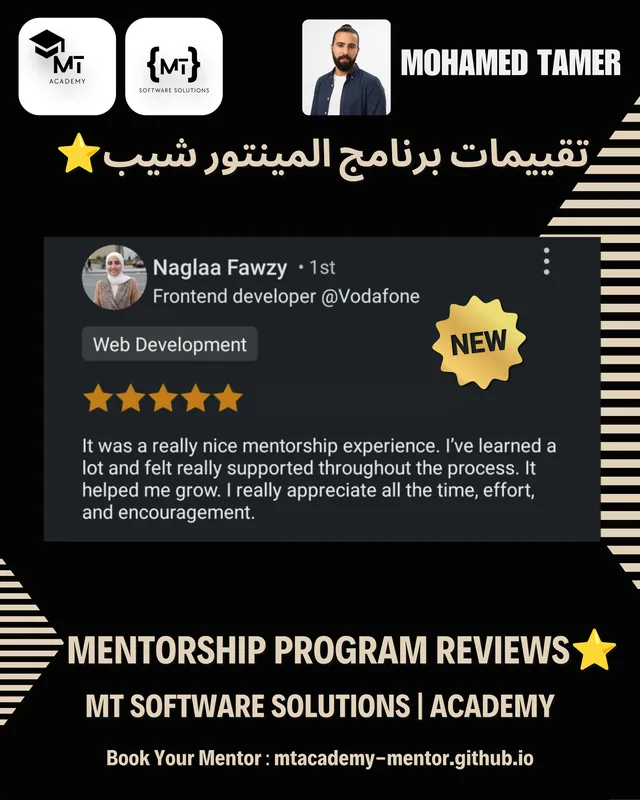 MT
ACADEMY
{MT}
SOFTWARE SOLUTIONS
MOHAMED TAMER
تقييمات برنامج المينتور شيب⭐
Naglaa Fawzy • 1st
Frontend developer @Vodafone
Web Development
NEW
It was a really nice mentorship experience. I’ve learned a
lot and felt really supported throughout the process. It
helped me grow. I really appreciate all the time, effort,
and encouragement.
MENTORSHIP PROGRAM REVIEWS⭐
MT SOFTWARE SOLUTIONS | ACADEMY
Book Your Mentor : mtacademy-mentor.github.io